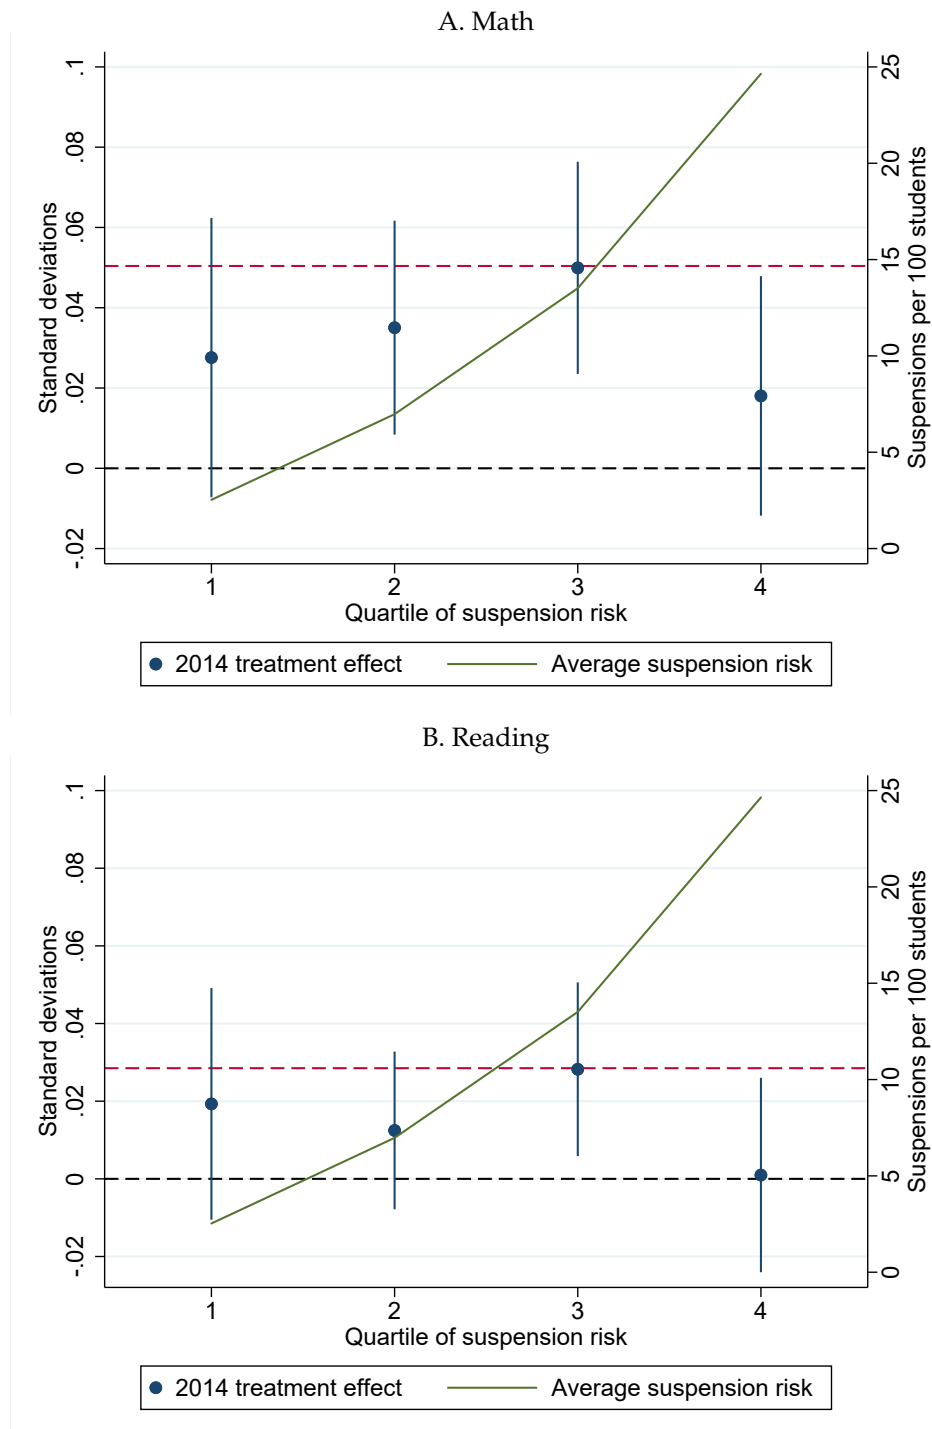 A. Math
.1
.08
.06
.04
.02
0
-.02
Standard deviations
25
20
15
10
5
0
Suspensions per 100 students
1 2 3 4
Quartile of suspension risk
2014 treatment effect Average suspension risk
B. Reading
.1
.08
.06
.04
.02
0
-.02
Standard deviations
25
20
15
10
5
0
Suspensions per 100 students
1 2 3 4
Quartile of suspension risk
2014 treatment effect Average suspension risk